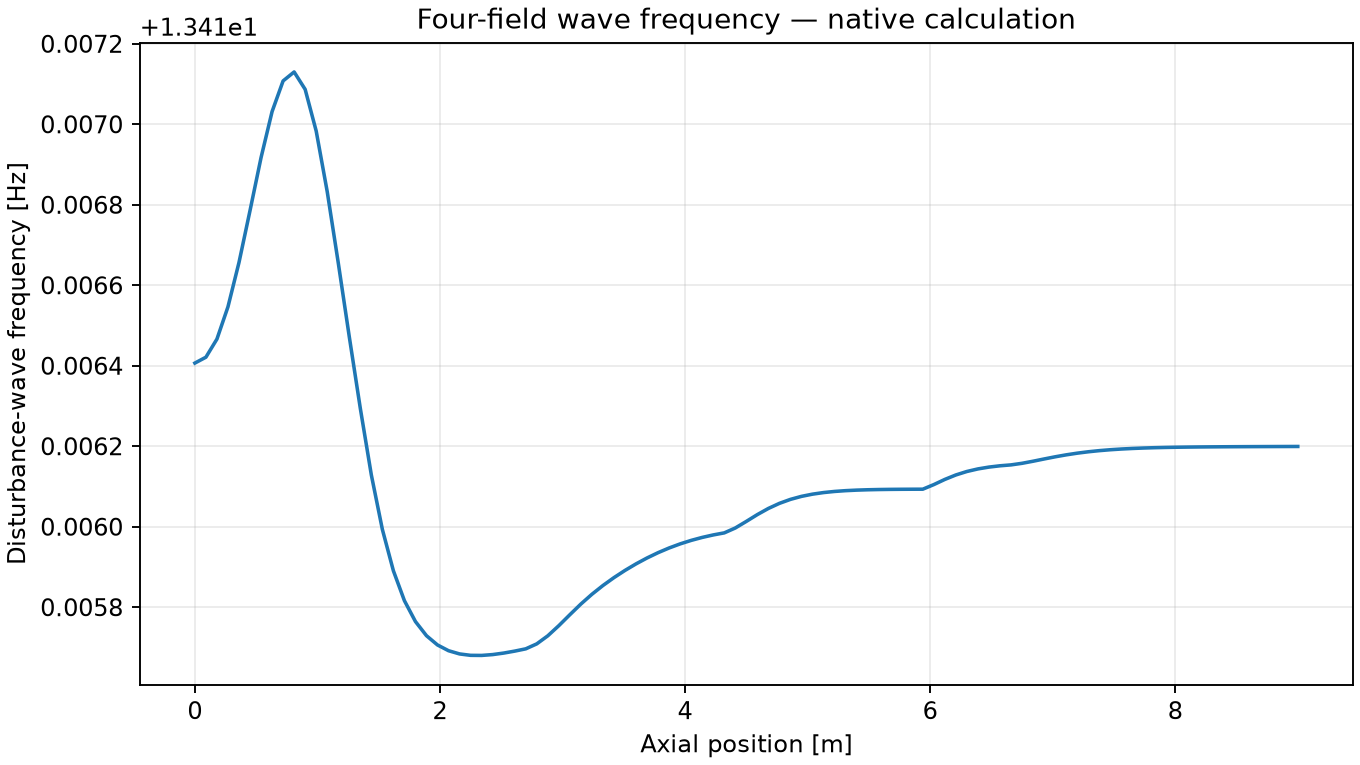 Four-field wave frequency — native calculation
+1.341e1
0.0072
0.0070
0.0068
0.0066
0.0064
0.0062
0.0060
0.0058
Disturbance-wave frequency [Hz]
0 2 4 6 8
Axial position [m]